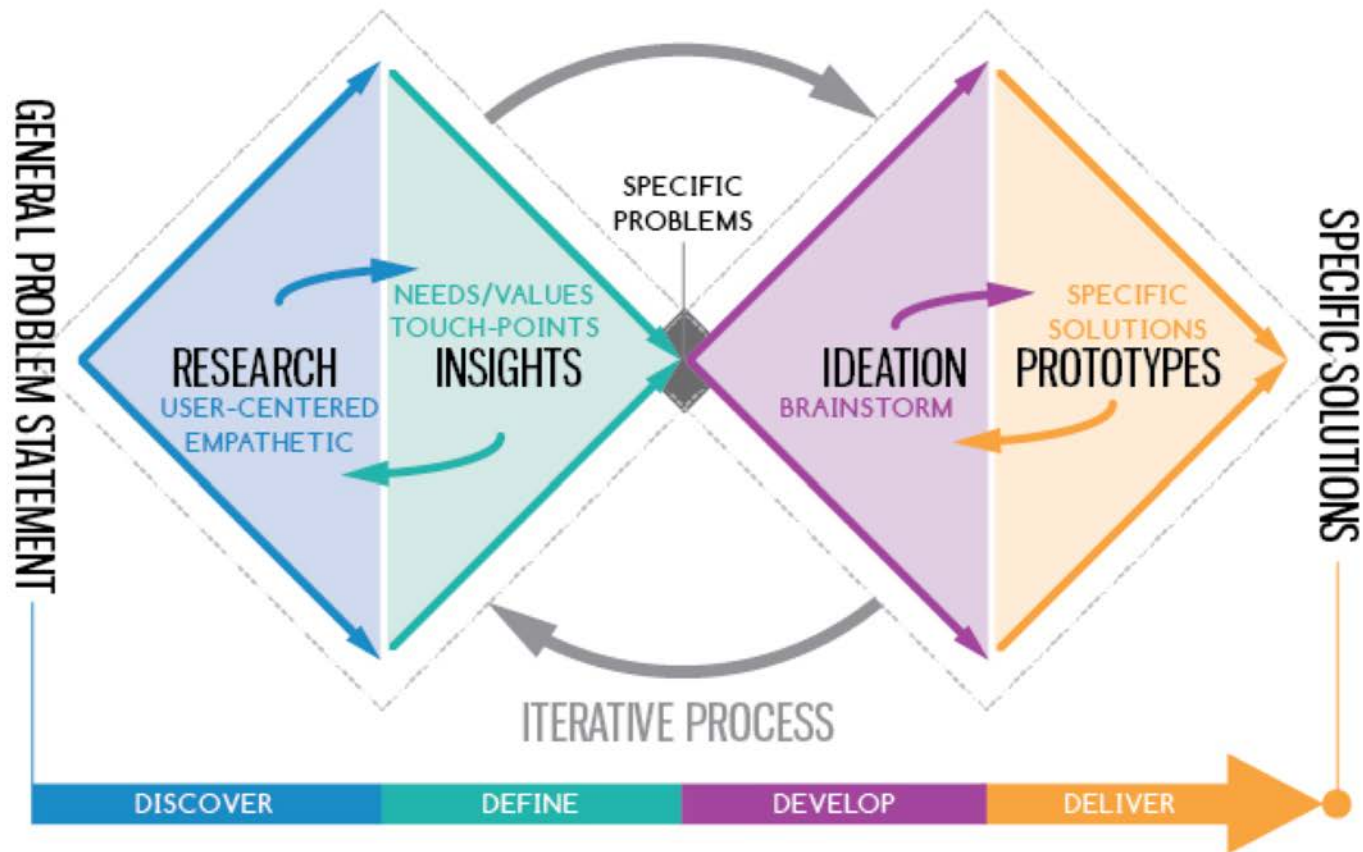 GENERAL PROBLEM STATEMENT
SPECIFIC
PROBLEMS
NEEDS/VALUES
TOUCH-POINTS
RESEARCH
USER-CENTERED
EMPATHETIC
INSIGHTS
IDEATION
BRAINSTORM
SPECIFIC
SOLUTIONS
PROTOTYPES
SPECIFIC SOLUTIONS
ITERATIVE PROCESS
DISCOVER
DEFINE
DEVELOP
DELIVER